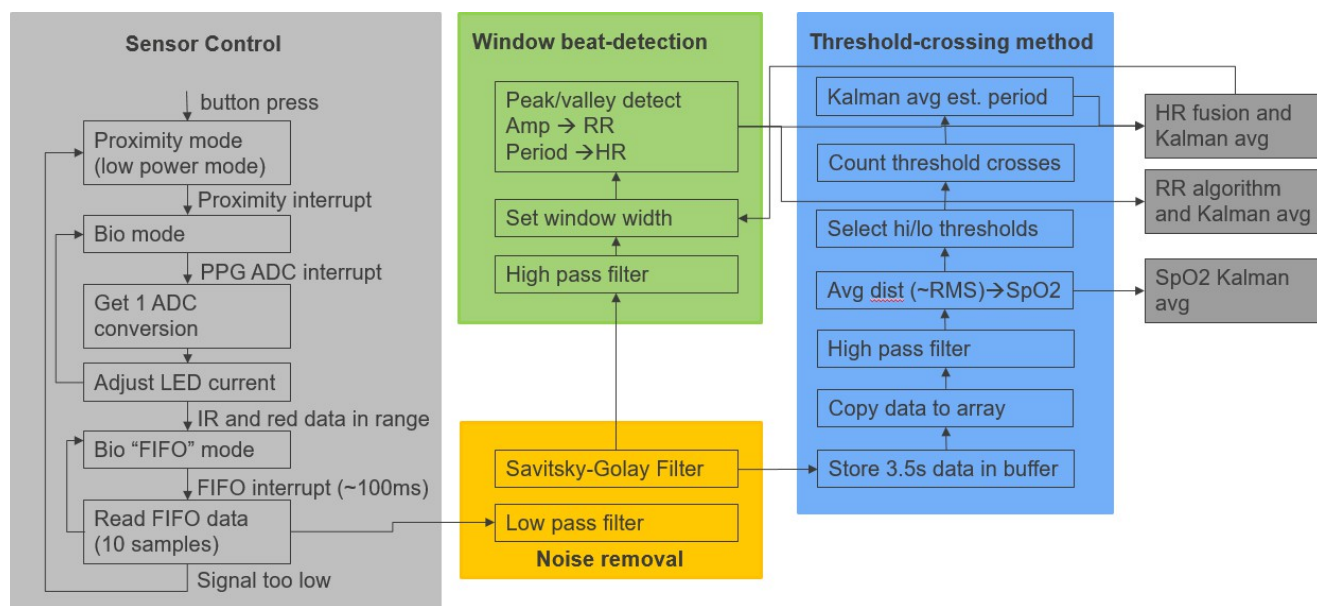 Sensor Control
button press
Proximity mode
(low power mode)
Proximity interrupt
Bio mode
PPG ADC interrupt
Get 1 ADC
conversion
Adjust LED current
IR and red data in range
Bio “FIFO” mode
FIFO interrupt (~100ms)
Read FIFO data
(10 samples)
Signal too low
Window beat-detection
Peak/valley detect
Amp → RR
Period →HR
Set window width
High pass filter
Savitsky-Golay Filter
Low pass filter
Noise removal
Threshold-crossing method
Kalman avg est. period
Count threshold crosses
Select hi/lo thresholds
Avg dist (~RMS)→SpO2
High pass filter
Copy data to array
Store 3.5s data in buffer
HR fusion and
Kalman avg
RR algorithm
and Kalman avg
SpO2 Kalman
avg